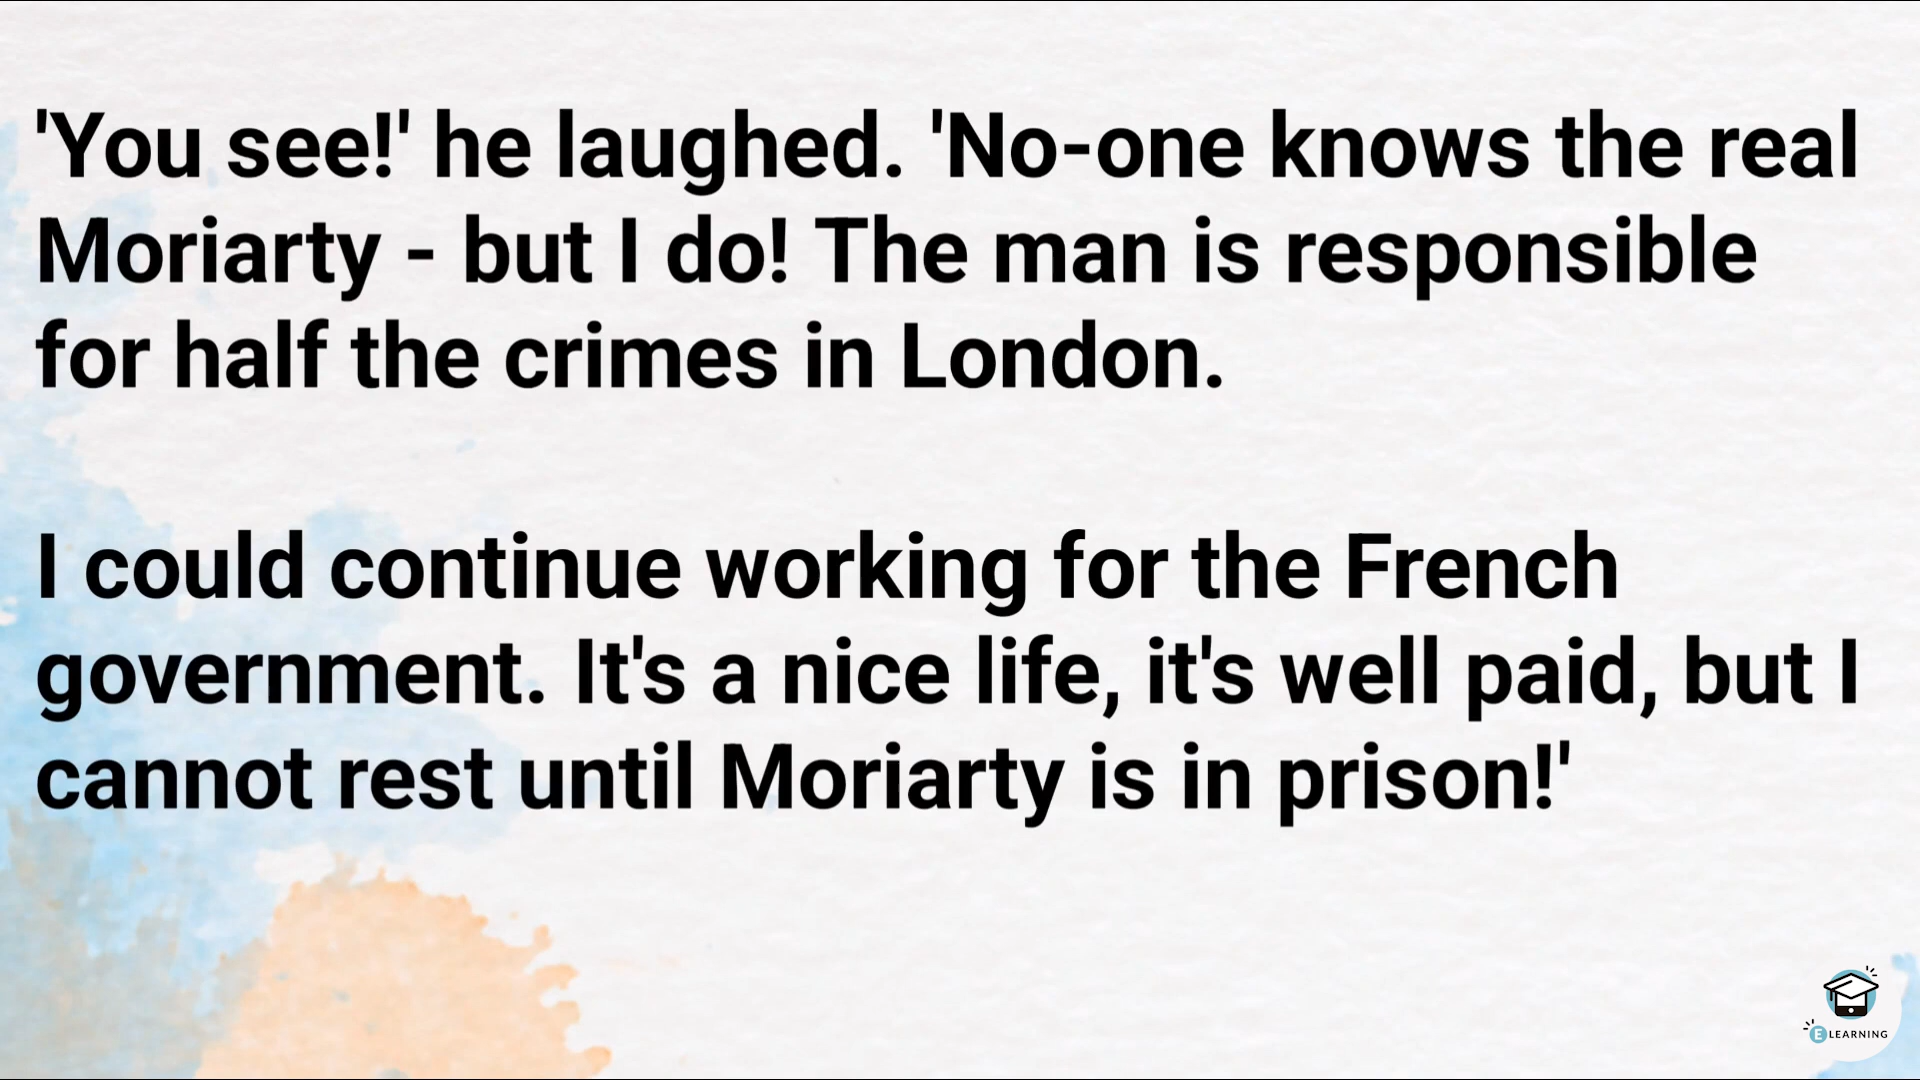 'You see!' he laughed. 'No-one knows the real
Moriarty - but I do! The man is responsible
for half the crimes in London.
I could continue working for the French
government. It's a nice life, it's well paid, but I
cannot rest until Moriarty is in prison!'
E LEARNING